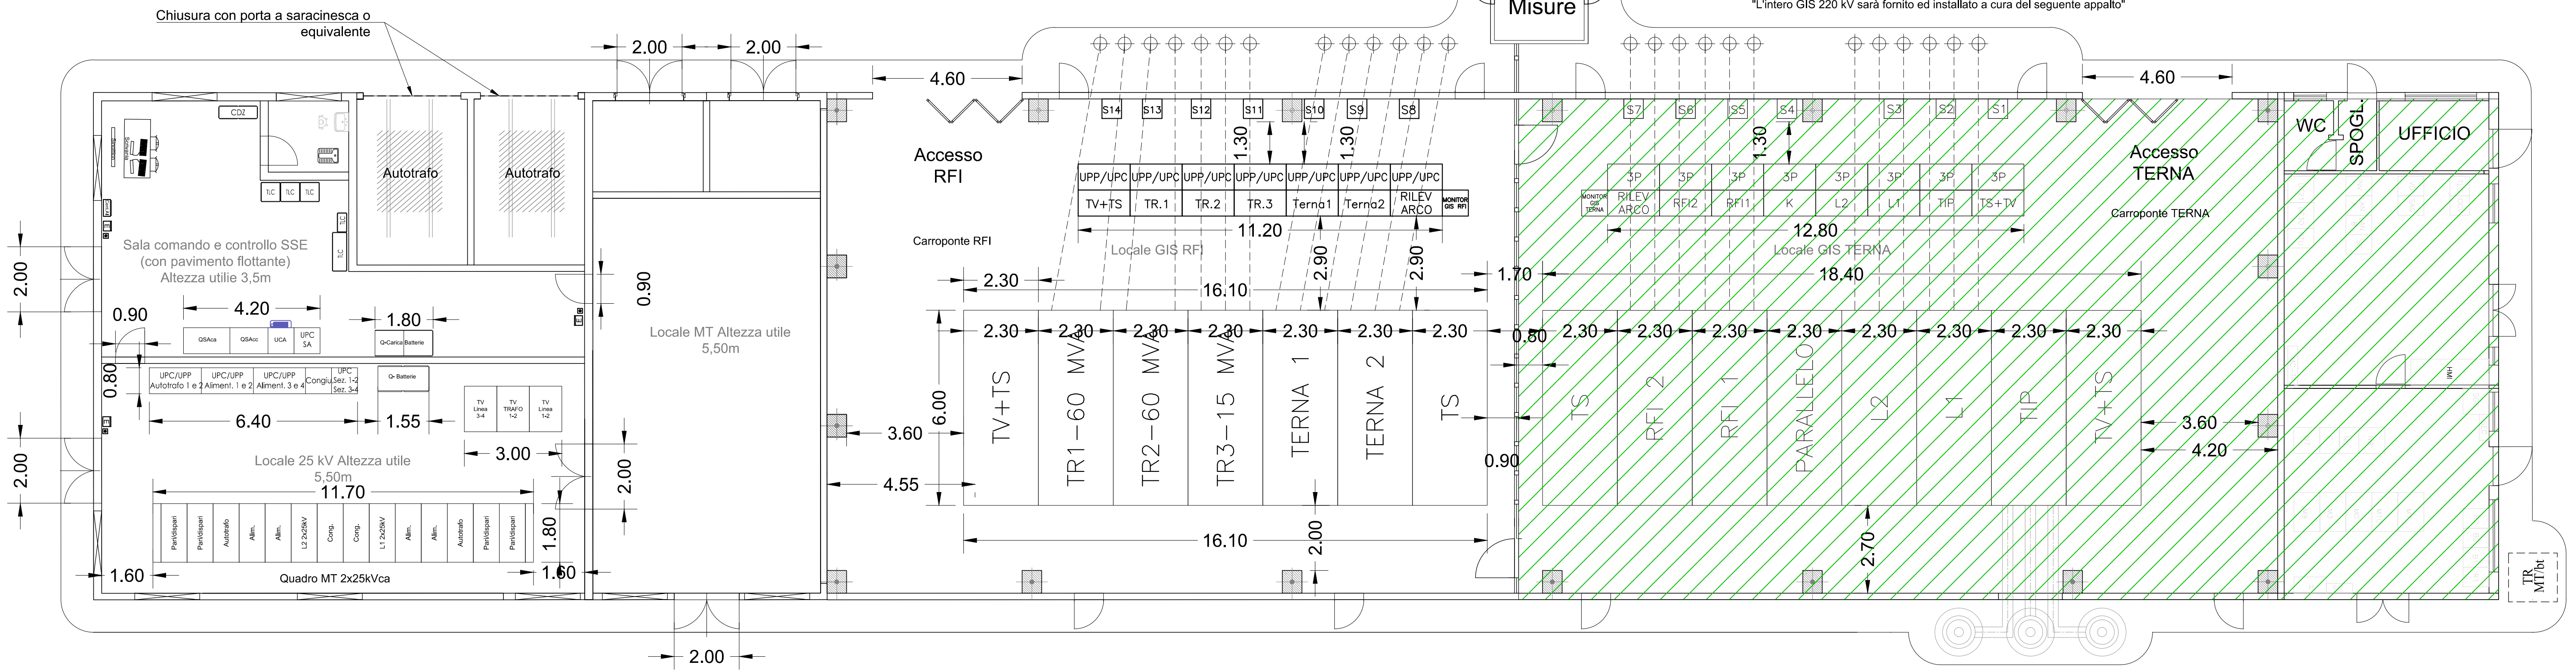 Chiusura con porta a saracinesca o
equivalente
Misure
"L'intero GIS 220 kV sarà fornito ed installato a cura del seguente appalto"
2.00
2.00
4.60
4.60
CDZ
Autotrafo
Autotrafo
TLC
TLC
TLC
TLC
TLC
Sala comando e controllo SSE
(con pavimento flottante)
Altezza utilie 3,5m
2.00
0.90
4.20
1.80
0.90
QSAca
QSAcc
UCA
UPC
SA
Q-Carica
Batterie
0.80
UPC/UPP
Autotrafo 1 e 2
UPC/UPP
Aliment. 1 e 2
UPC/UPP
Aliment. 3 e 4
Congiu.
UPC
Sez. 1-2
Sez. 3-4
Q- Batterie
TV
Linea
3-4
TV
TRAFO
1-2
TV
Linea
1-2
6.40
1.55
3.00
2.00
2.00
Locale 25 kV Altezza utile
5,50m
11.70
Pari/dispari
Pari/dispari
Autotrafo
Alim.
Alim.
L2 2x25kV
Cong.
Cong.
L1 2x25kV
Alim.
Alim.
Autotrafo
Pari/dispari
Pari/dispari
1.80
1.60
Quadro MT 2x25kVca
1.60
Locale MT Altezza utile
5,50m
2.00
Accesso
RFI
Carroponte RFI
S14
S13
S12
S11
S10
S9
S8
1.30
1.30
UPP/UPC
UPP/UPC
UPP/UPC
UPP/UPC
UPP/UPC
UPP/UPC
UPP/UPC
TV+TS
TR.1
TR.2
TR.3
Terna1
Terna2
RILEV
ARCO
MONITOR
GIS RFI
11.20
Locale GIS RFI
2.90
2.90
2.30
16.10
1.70
2.30
2.30
2.30
2.30
2.30
2.30
2.30
0.80
TV+TS
TR1-60 MVA
TR2-60 MVA
TR3-15 MVA
TERNA 1
TERNA 2
TS
6.00
3.60
4.55
0.90
2.00
16.10
S7
S6
S5
S4
S3
S2
S1
1.30
3P
3P
3P
3P
3P
3P
3P
3P
MONITOR
GIS
TERNA
RILEV
ARCO
RFI2
RFI1
K
L2
L1
TIP
TS+TV
12.80
Locale GIS TERNA
18.40
2.30
2.30
2.30
2.30
2.30
2.30
2.30
2.30
TS
RFI 2
RFI 1
PARALLELO
L2
L1
TIP
TV+TS
3.60
4.20
2.70
Accesso
TERNA
Carroponte TERNA
WC
SPOGL.
UFFICIO
HMI
TR
MT/bt